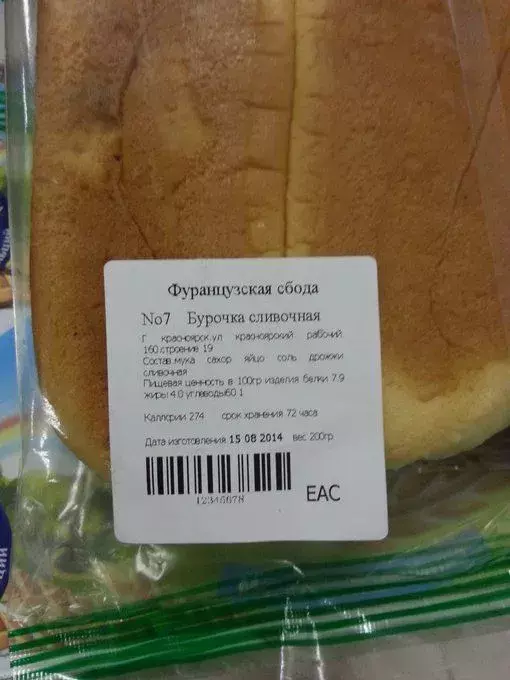 Фуранцузская сбода
No7 Бурочка сливочная
Г красноярск.ул красноярский рабочий
160.строение 19
Состав.мука сахор яйцо соль дрожжи
сливочная
Пищевая ценность в 100гр изделия белки 7.9
жиры 4.0 углеводы60 1
Каллории 274 срок хранения 72 часа
Дата изготовления 15 08 2014 вес 200гр
12345678
EAC